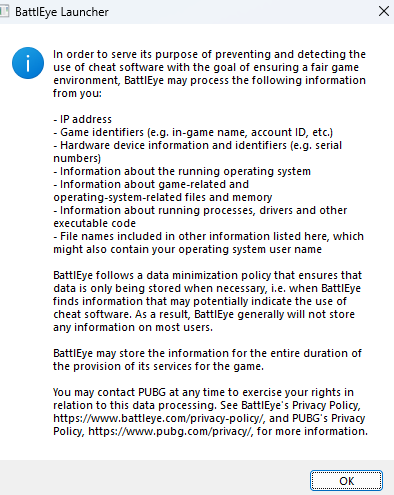 BattlEye Launcher
In order to serve its purpose of preventing and detecting the
use of cheat software with the goal of ensuring a fair game
environment, BattlEye may process the following information
from you:
- IP address
- Game identifiers (e.g. in-game name, account ID, etc.)
- Hardware device information and identifiers (e.g. serial
numbers)
- Information about the running operating system
- Information about game-related and
operating-system-related files and memory
- Information about running processes, drivers and other
executable code
- File names included in other information listed here, which
might also contain your operating system user name
BattlEye follows a data minimization policy that ensures that
data is only being stored when necessary, i.e. when BattlEye
finds information that may potentially indicate the use of
cheat software. As a result, BattlEye generally will not store
any information on most users.
BattlEye may store the information for the entire duration of
the provision of its services for the game.
You may contact PUBG at any time to exercise your rights in
relation to this data processing. See BattlEye's Privacy Policy,
https://www.battleye.com/privacy-policy/, and PUBG's Privacy
Policy, https://www.pubg.com/privacy/, for more information.
OK